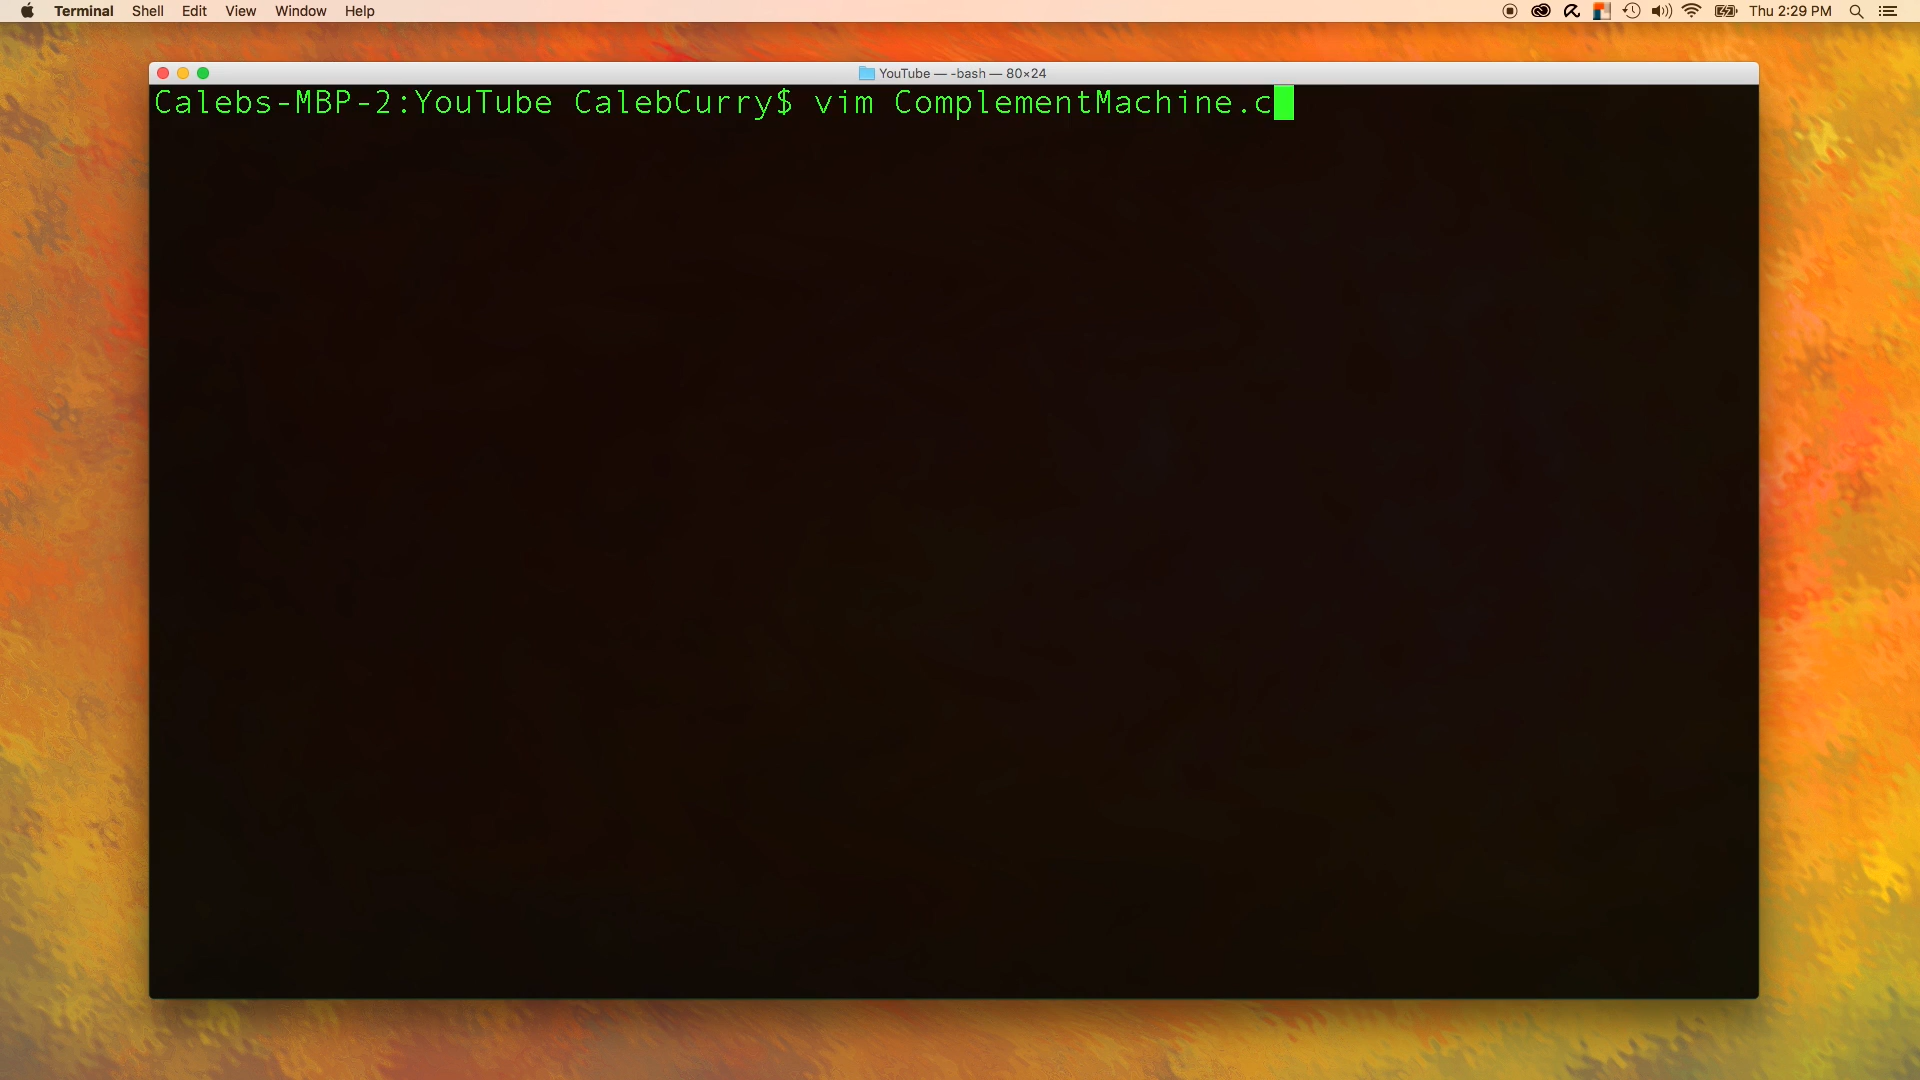 Terminal Shell Edit View Window Help Thu 2:29 PM
YouTube — -bash — 80×24
Calebs-MBP-2:YouTube CalebCurry$ vim ComplementMachine.c